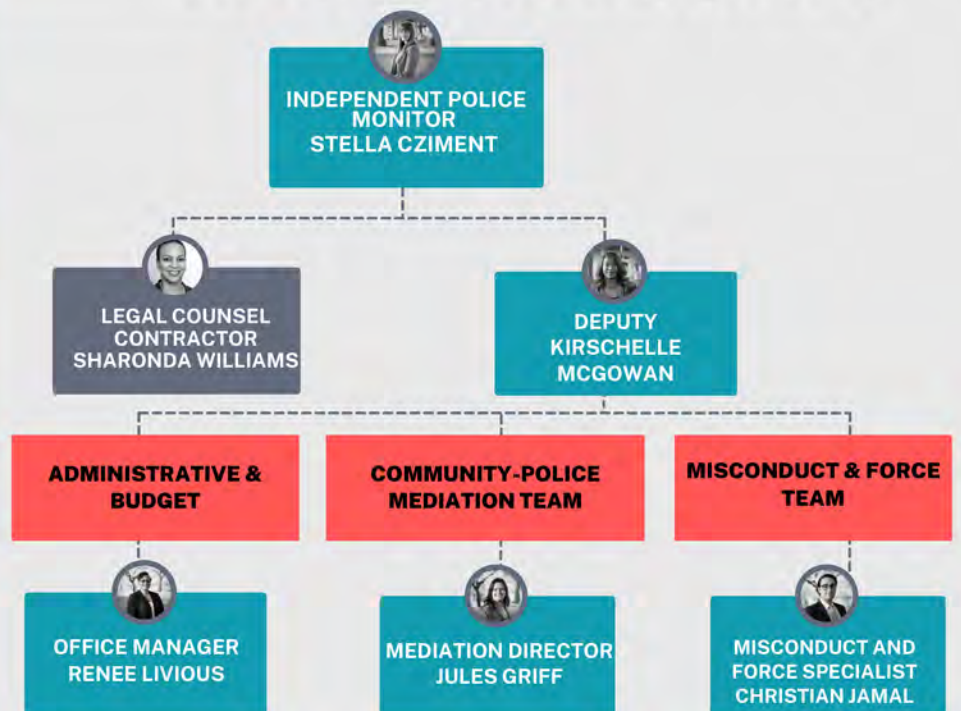 INDEPENDENT POLICE
MONITOR
STELLA CZIMENT
LEGAL COUNSEL
CONTRACTOR
SHARONDA WILLIAMS
DEPUTY
KIRSCHELLE
MCGOWAN
ADMINISTRATIVE &
BUDGET
COMMUNITY-POLICE
MEDIATION TEAM
MISCONDUCT & FORCE
TEAM
OFFICE MANAGER
RENEE LIVIOUS
MEDIATION DIRECTOR
JULES GRIFF
MISCONDUCT AND
FORCE SPECIALIST
CHRISTIAN JAMAL